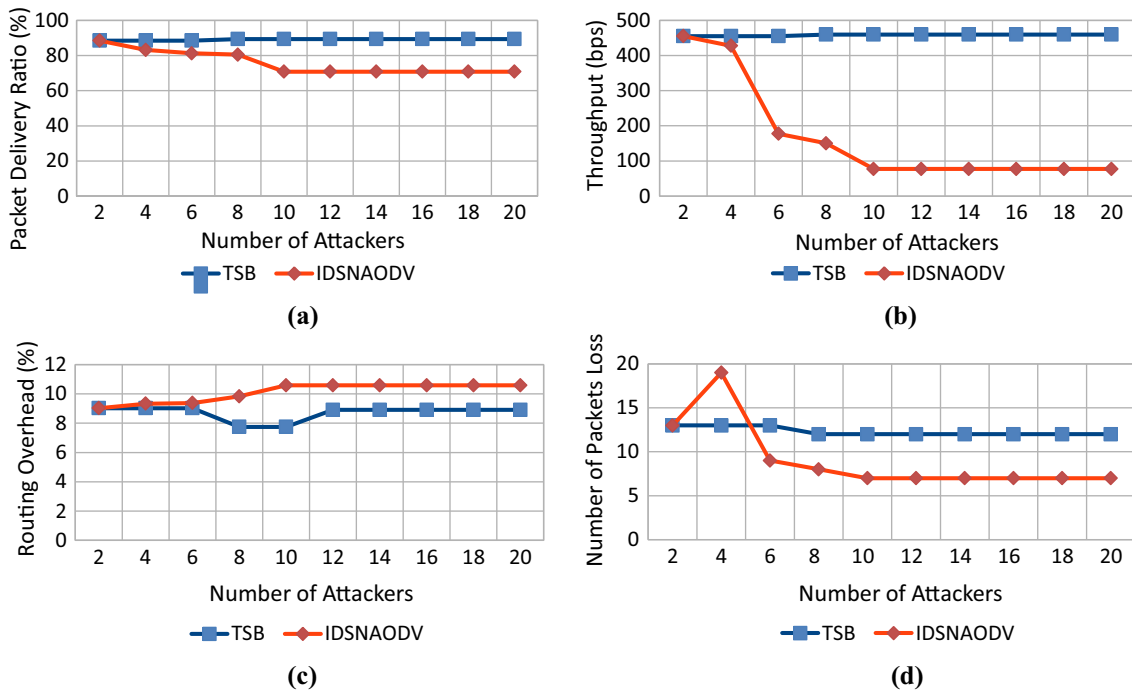 Packet Delivery Ratio (%)
100
80
60
40
20
0
2 4 6 8 10 12 14 16 18 20
Number of Attackers
TSB IDSNAODV
(a)
Throughput (bps)
500
400
300
200
100
0
2 4 6 8 10 12 14 16 18 20
Number of Attackers
TSB IDSNAODV
(b)
Routing Overhead (%)
12
10
8
6
4
2
0
2 4 6 8 10 12 14 16 18 20
Number of Attackers
TSB IDSNAODV
(c)
Number of Packets Loss
20
15
10
5
0
2 4 6 8 10 12 14 16 18 20
Number of Attackers
TSB IDSNAODV
(d)